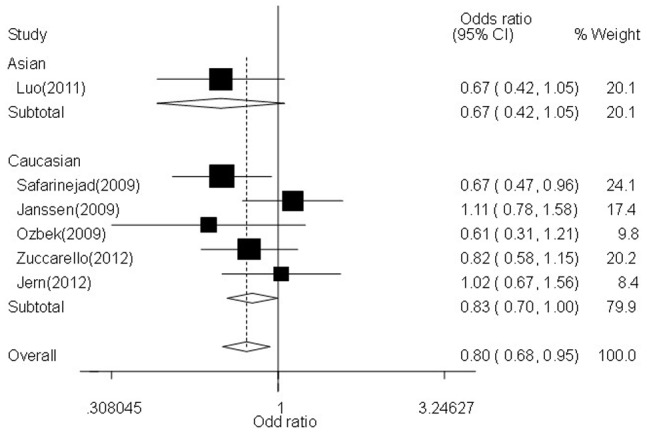 Odds ratio
Study (95% CI) % Weight
Asian
Luo(2011) 0.67 ( 0.42, 1.05) 20.1
Subtotal 0.67 ( 0.42, 1.05) 20.1
Caucasian
Safarinejad(2009) 0.67 ( 0.47, 0.96) 24.1
Janssen(2009) 1.11 ( 0.78, 1.58) 17.4
Ozbek(2009) 0.61 ( 0.31, 1.21) 9.8
Zuccarello(2012) 0.82 ( 0.58, 1.15) 20.2
Jern(2012) 1.02 ( 0.67, 1.56) 8.4
Subtotal 0.83 ( 0.70, 1.00) 79.9
Overall 0.80 ( 0.68, 0.95) 100.0
.308045 1 3.24627
Odd ratio